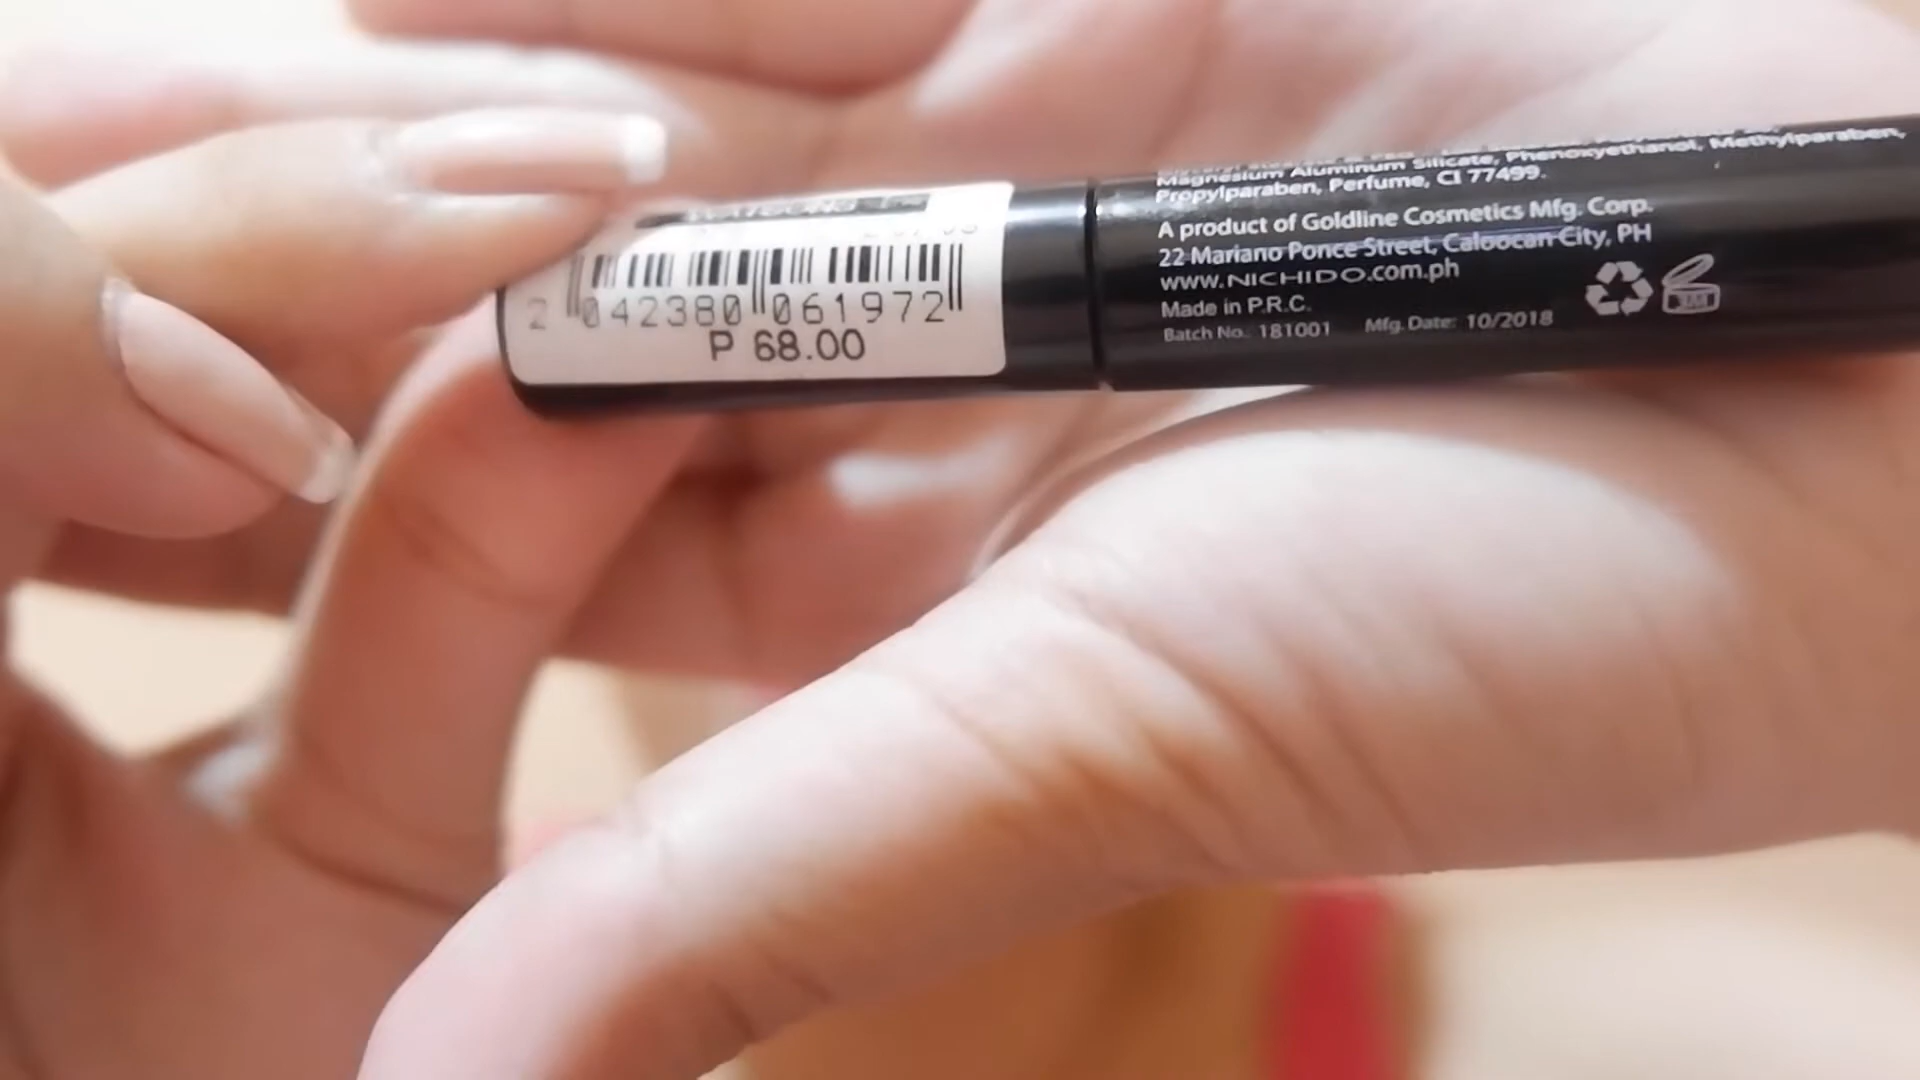 2 042380 061972
P 68.00
Magnesium Aluminum Silicate, Phenoxyethanol, Methylparaben,
Propylparaben, Perfume, CI 77499.
A product of Goldline Cosmetics Mfg. Corp.
22 Mariano Ponce Street, Caloocan City, PH
www.NICHIDO.com.ph
Made in P.R.C.
Batch No. 181001 Mfg. Date: 10/2018